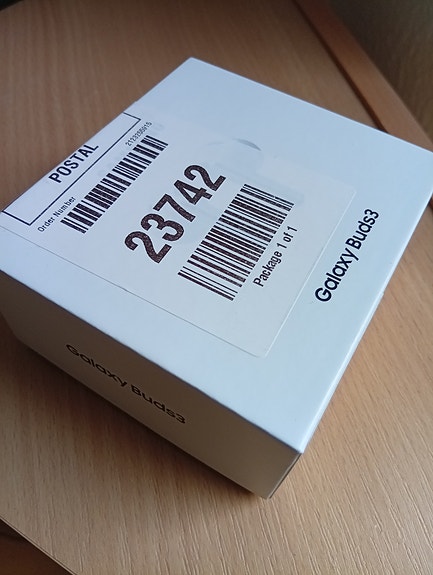 POSTAL
Order Number
23742
Package 1 of 1
Galaxy Buds3
Galaxy Buds3